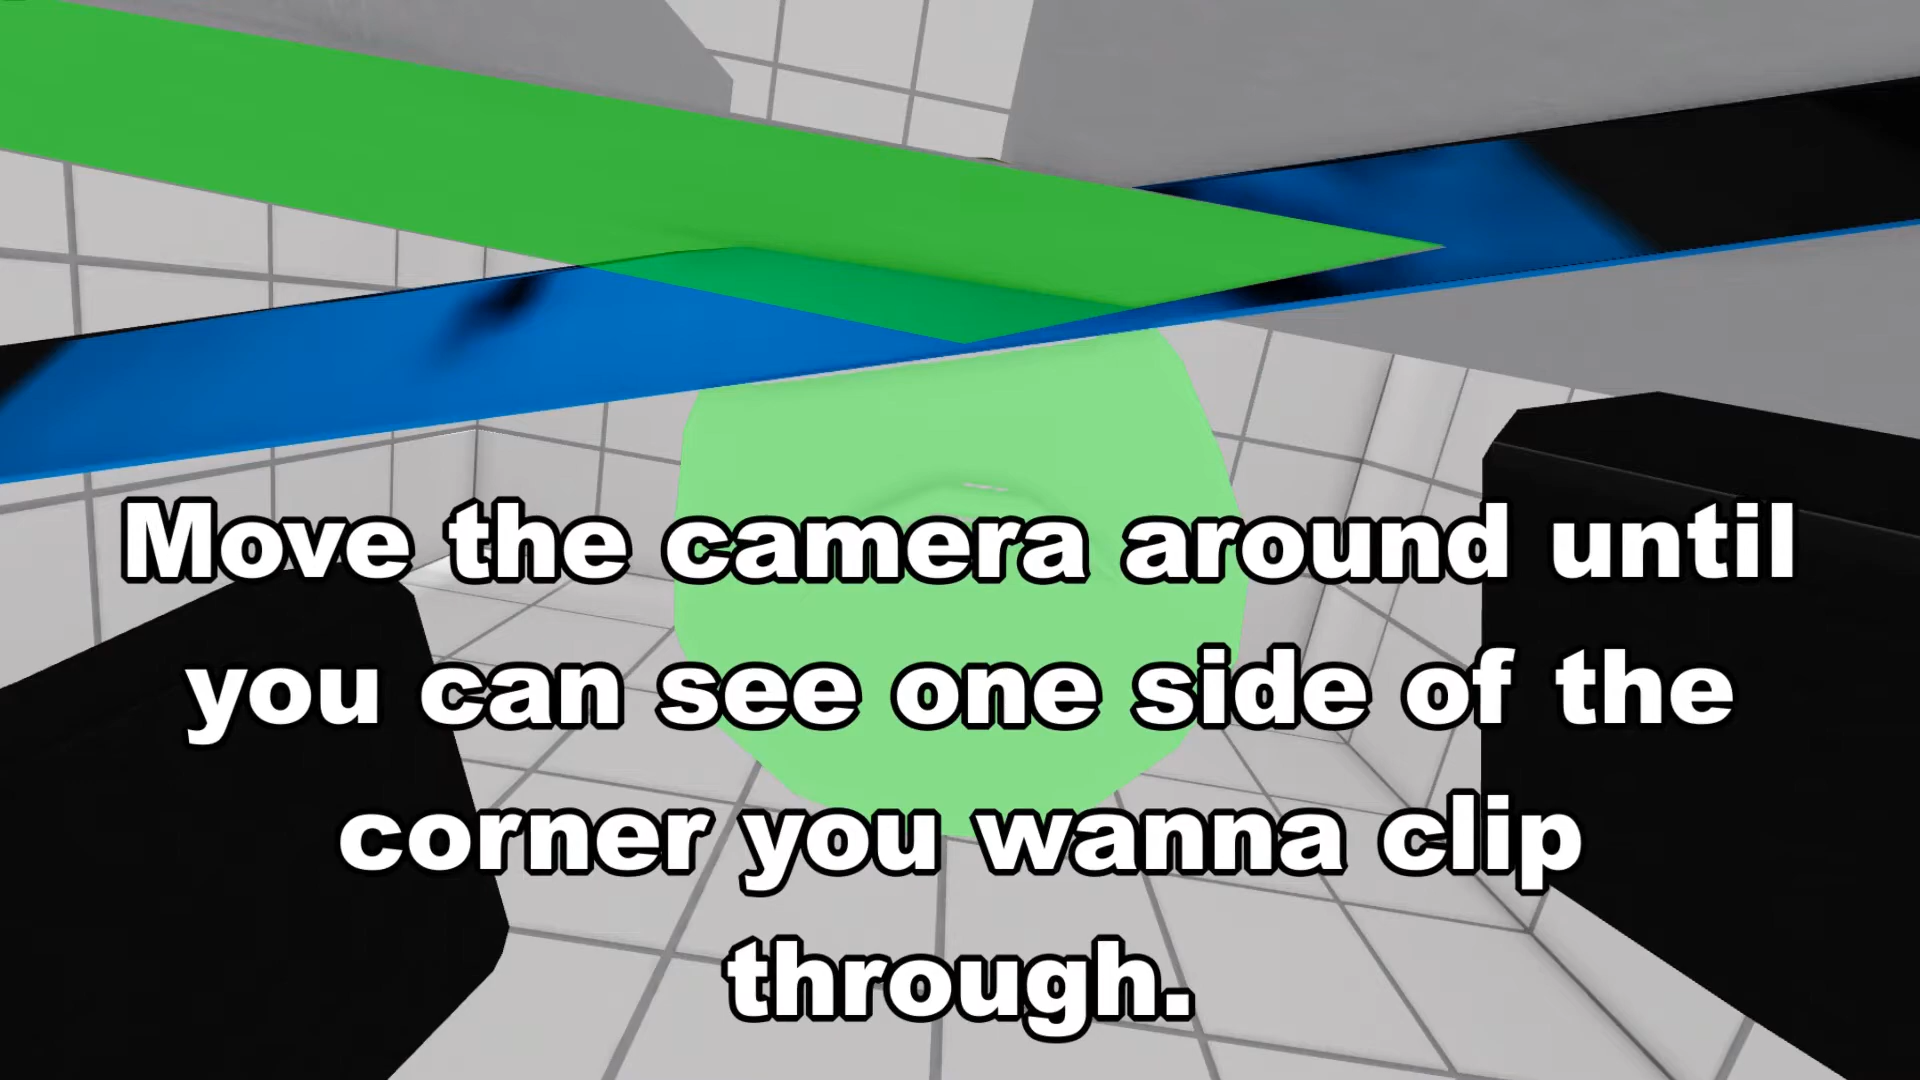 Move the camera around until
you can see one side of the
corner you wanna clip
through.